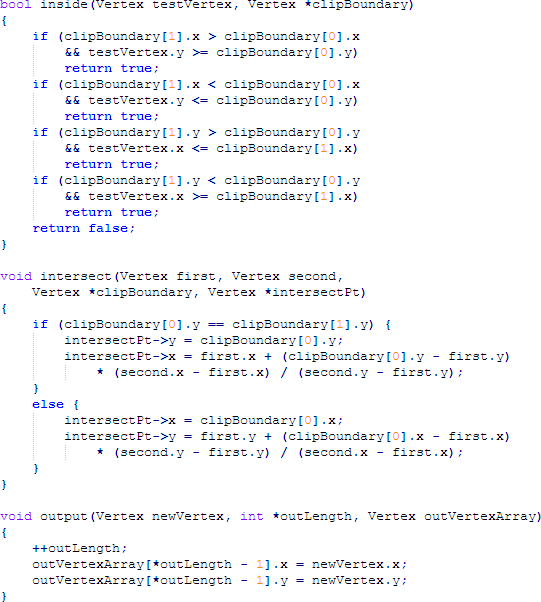 bool inside(Vertex testVertex, Vertex *clipBoundary)
{
    if (clipBoundary[1].x > clipBoundary[0].x
        && testVertex.y >= clipBoundary[0].y)
        return true;
    if (clipBoundary[1].x < clipBoundary[0].x
        && testVertex.y <= clipBoundary[0].y)
        return true;
    if (clipBoundary[1].y > clipBoundary[0].y
        && testVertex.x <= clipBoundary[1].x)
        return true;
    if (clipBoundary[1].y < clipBoundary[0].y
        && testVertex.x >= clipBoundary[1].x)
        return true;
    return false;
}

void intersect(Vertex first, Vertex second,
    Vertex *clipBoundary, Vertex *intersectPt)
{
    if (clipBoundary[0].y == clipBoundary[1].y) {
        intersectPt->y = clipBoundary[0].y;
        intersectPt->x = first.x + (clipBoundary[0].y - first.y)
            * (second.x - first.x) / (second.y - first.y);
    }
    else {
        intersectPt->x = clipBoundary[0].x;
        intersectPt->y = first.y + (clipBoundary[0].x - first.x)
            * (second.y - first.y) / (second.x - first.x);
    }
}

void output(Vertex newVertex, int *outLength, Vertex outVertexArray)
{
    ++outLength;
    outVertexArray[*outLength - 1].x = newVertex.x;
    outVertexArray[*outLength - 1].y = newVertex.y;
}